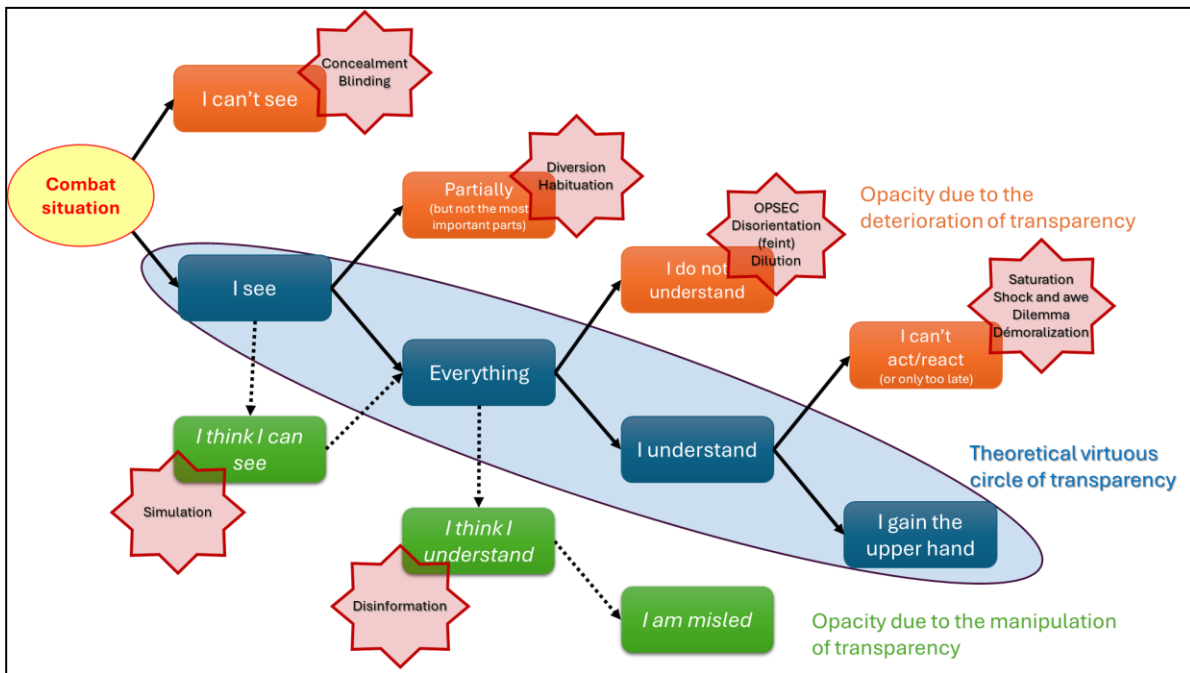 Concealment
Blinding
I can't see
Combat
situation
Diversion
Habituation
Partially
(but not the most
important parts)
OPSEC
Disorientation
(feint)
Dilution
Opacity due to the
deterioration of transparency
I see
I do not
understand
Saturation
Shock and awe
Dilemma
Démoralization
I can't
act/react
(or only too late)
Everything
I think I can
see
I understand
Theoretical virtuous
circle of transparency
Simulation
I think I
understand
I gain the
upper hand
Disinformation
I am misled
Opacity due to the manipulation
of transparency